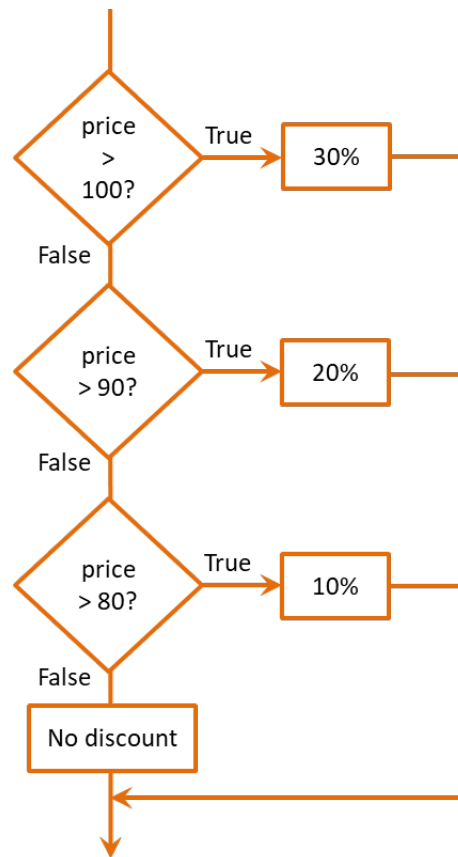 price
>
100?
True
30%
False
price
> 90?
True
20%
False
price
> 80?
True
10%
False
No discount